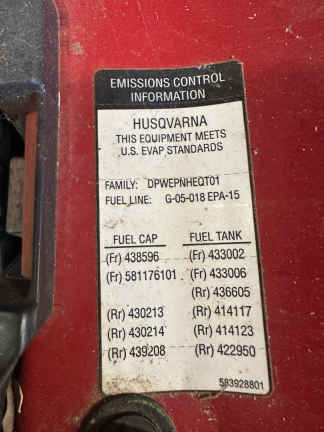 EMISSIONS CONTROL
INFORMATION
HUSQVARNA
THIS EQUIPMENT MEETS
U.S. EVAP STANDARDS
FAMILY: DPWEPNHEQT01
FUEL LINE: G-05-018 EPA-15
FUEL CAP FUEL TANK
(Fr) 438596 (Fr) 433002
(Fr) 581176101 (Fr) 433006
(Rr) 436605
(Rr) 430213 (Rr) 414117
(Rr) 430214 (Rr) 414123
(Rr) 439208 (Rr) 422950
583928801